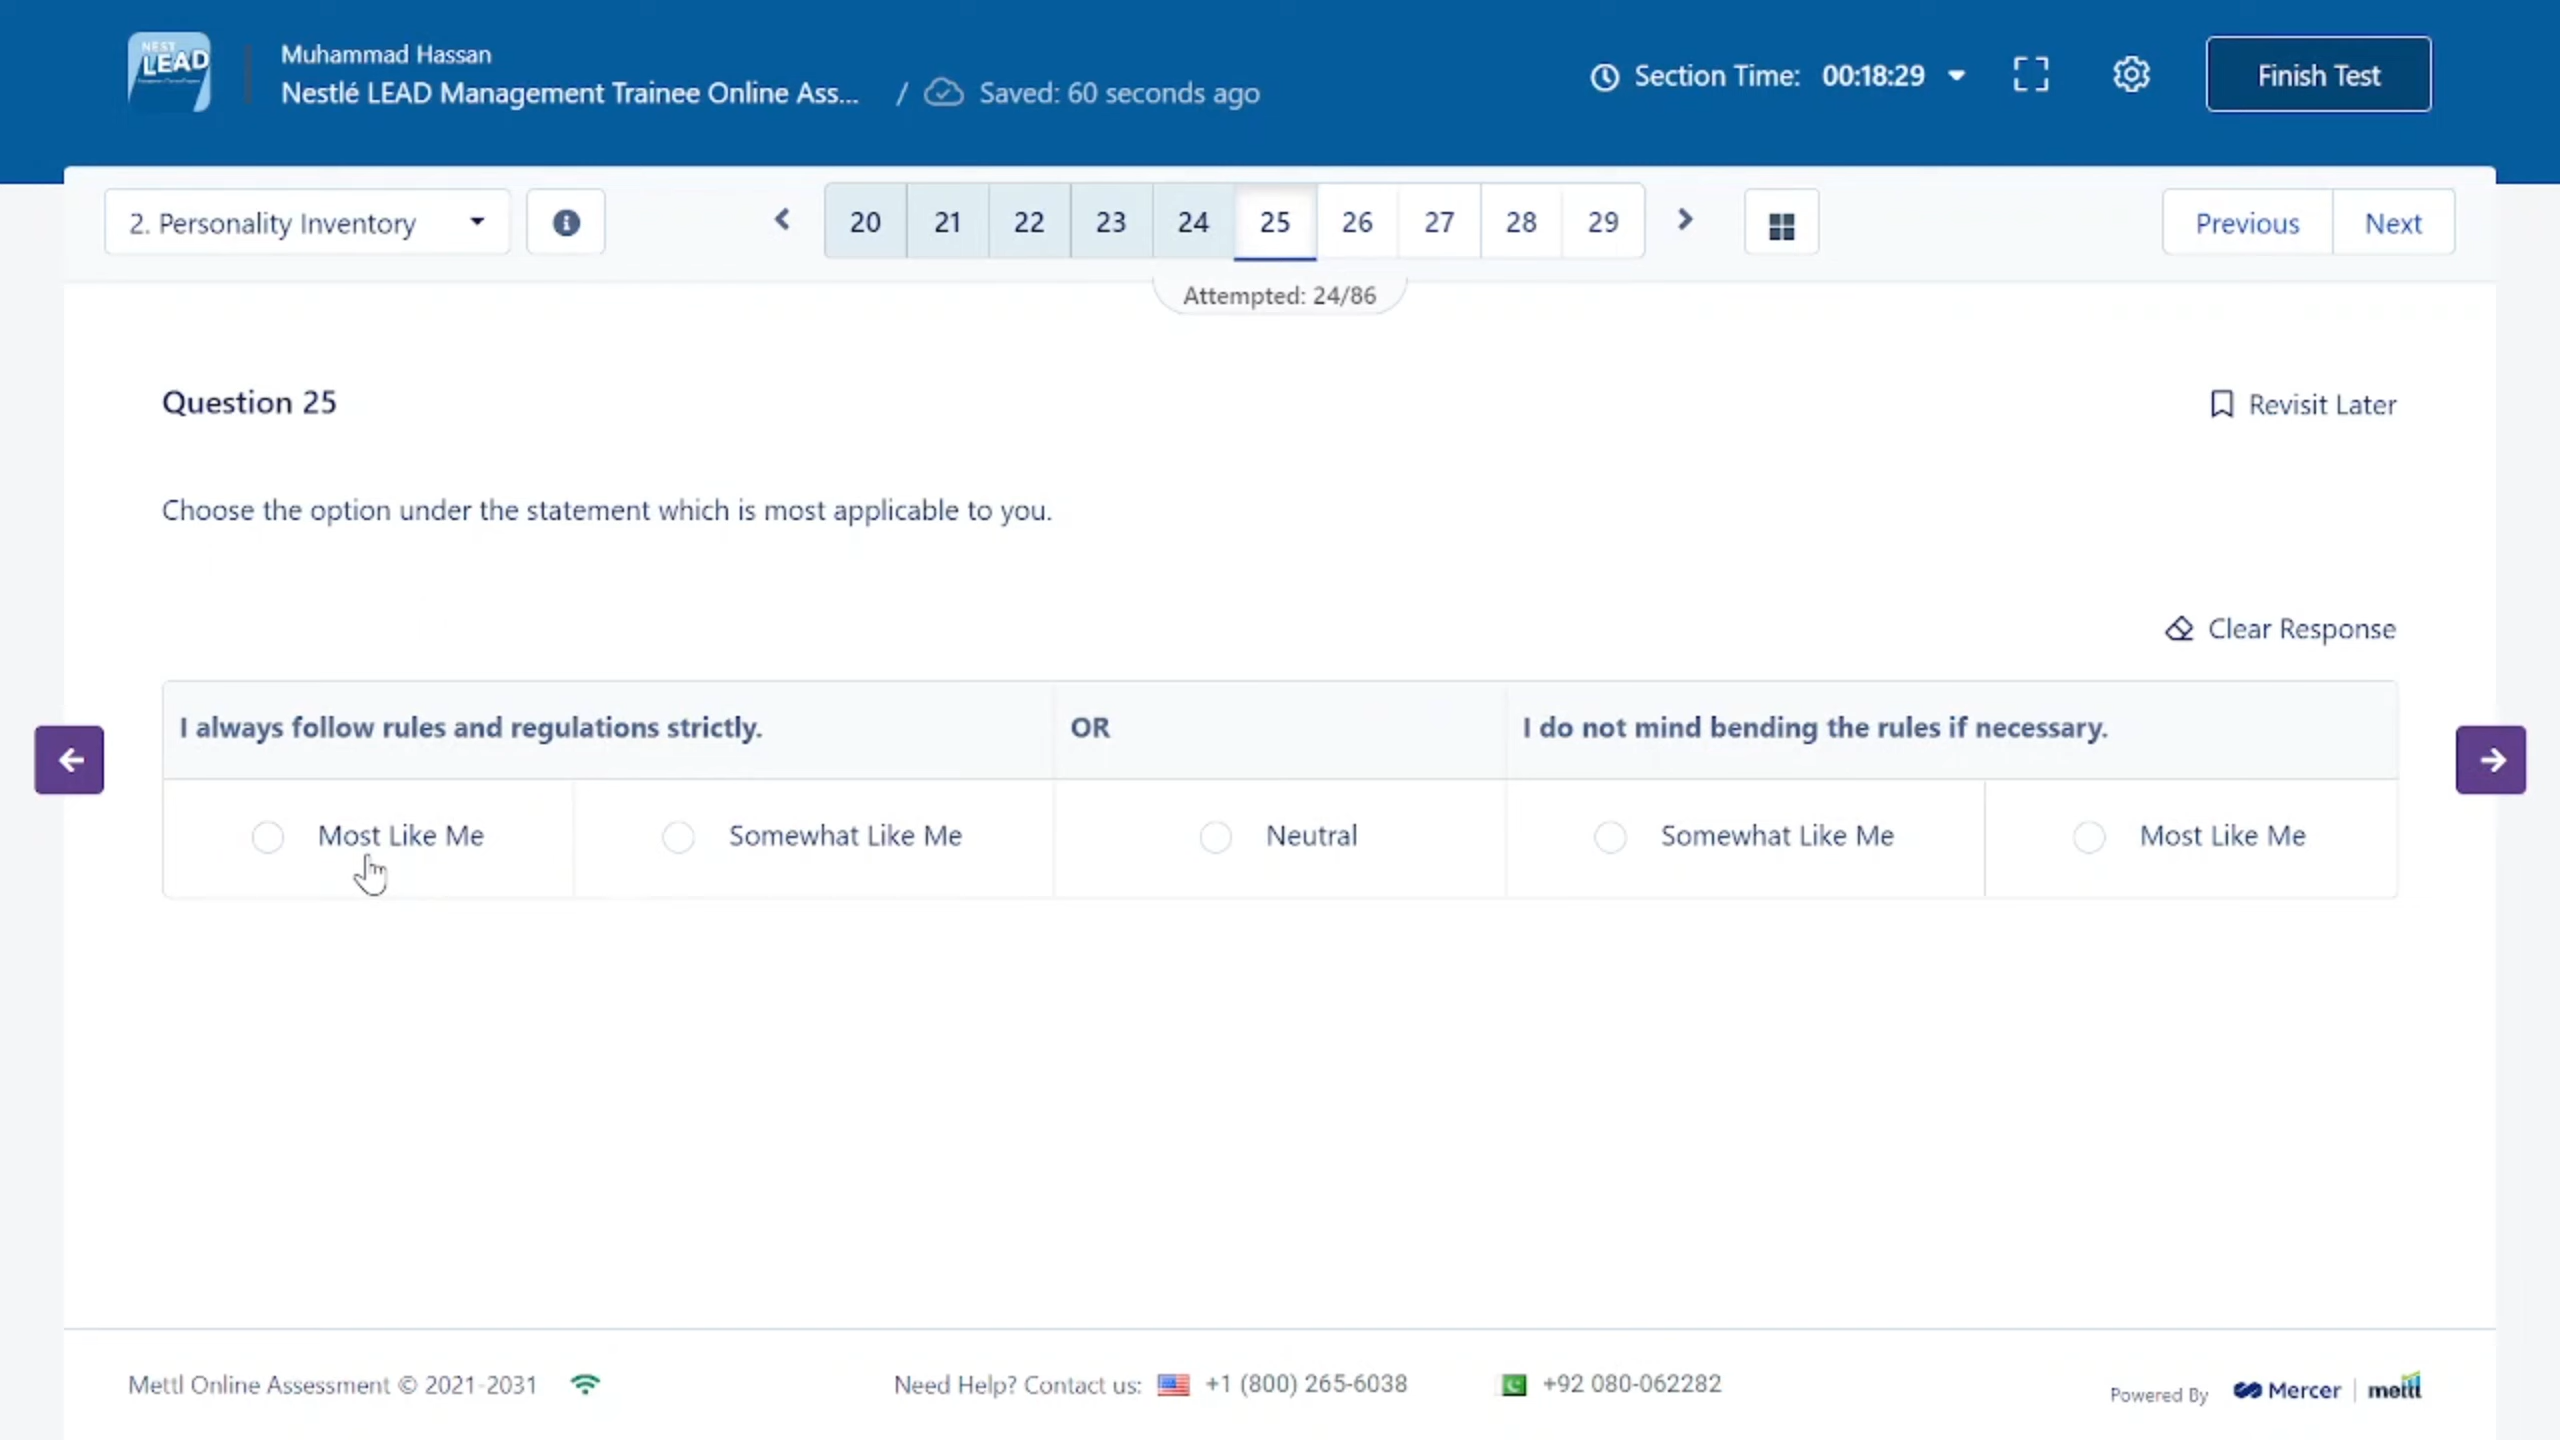 NEST
LEAD
Muhammad Hassan
Nestlé LEAD Management Trainee Online Ass...
/ Saved: 60 seconds ago
Section Time: 00:18:29
Finish Test
2. Personality Inventory
20 21 22 23 24 25 26 27 28 29
Previous Next
Attempted: 24/86
Question 25
Revisit Later
Choose the option under the statement which is most applicable to you.
Clear Response
I always follow rules and regulations strictly. OR I do not mind bending the rules if necessary.
Most Like Me Somewhat Like Me Neutral Somewhat Like Me Most Like Me
Mettl Online Assessment © 2021-2031 Need Help? Contact us: +1 (800) 265-6038 +92 080-062282 Powered By Mercer | mettl